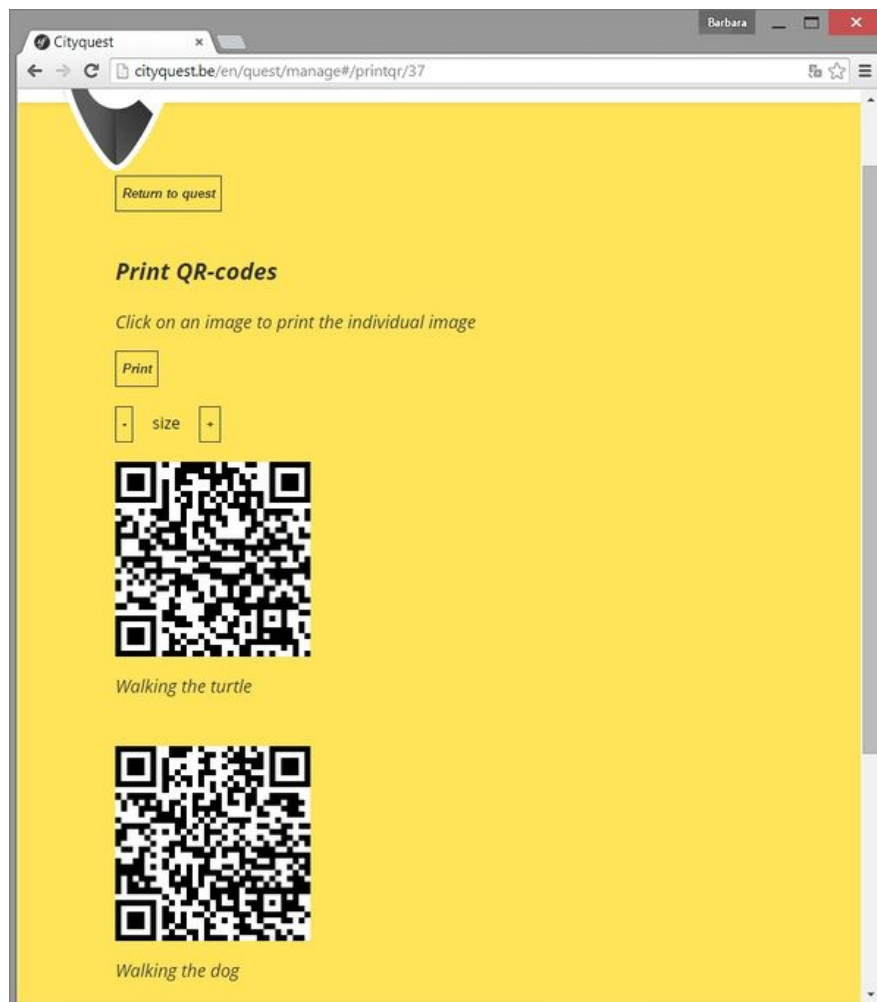 Barbara
Cityquest
cityquest.be/en/quest/manage#/printqr/37
Return to quest
Print QR-codes
Click on an image to print the individual image
Print
- size +
Walking the turtle
Walking the dog